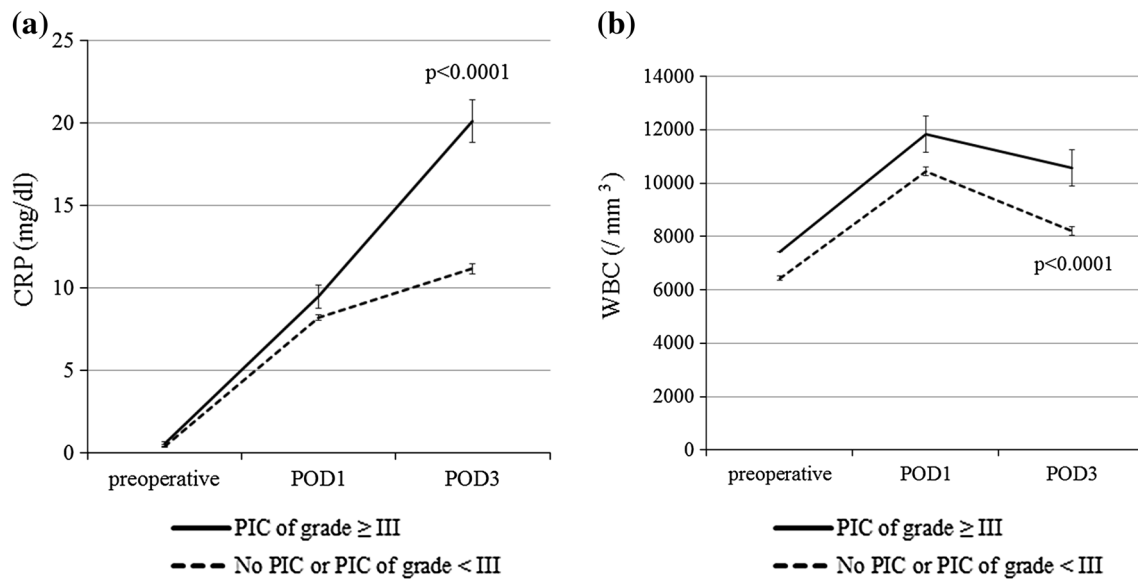 (a)
25
20
15
10
5
0
CRP (mg/dl)
p<0.0001
preoperative POD1 POD3
PIC of grade ≥ III
No PIC or PIC of grade < III
(b)
14000
12000
10000
8000
6000
4000
2000
0
WBC (/ mm³)
p<0.0001
preoperative POD1 POD3
PIC of grade ≥ III
No PIC or PIC of grade < III